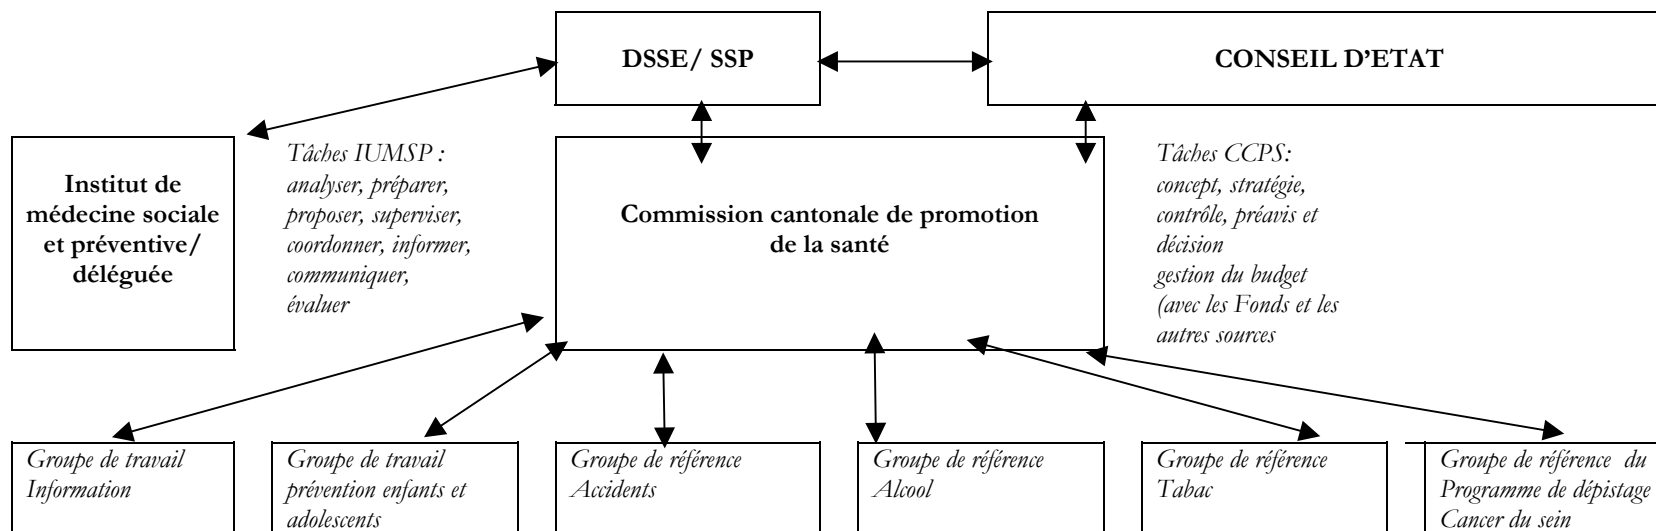 DSSE/ SSP
CONSEIL D'ETAT
Institut de
médecine sociale
et préventive/
déléguée
Tâches IUMSP :
analyser, préparer,
proposer, superviser,
coordonner, informer,
communiquer,
évaluer
Commission cantonale de promotion
de la santé
Tâches CCPS:
concept, stratégie,
contrôle, préavis et
décision
gestion du budget
(avec les Fonds et les
autres sources
Groupe de travail
Information
Groupe de travail
prévention enfants et
adolescents
Groupe de référence
Accidents
Groupe de référence
Alcool
Groupe de référence
Tabac
Groupe de référence du
Programme de dépistage
Cancer du sein